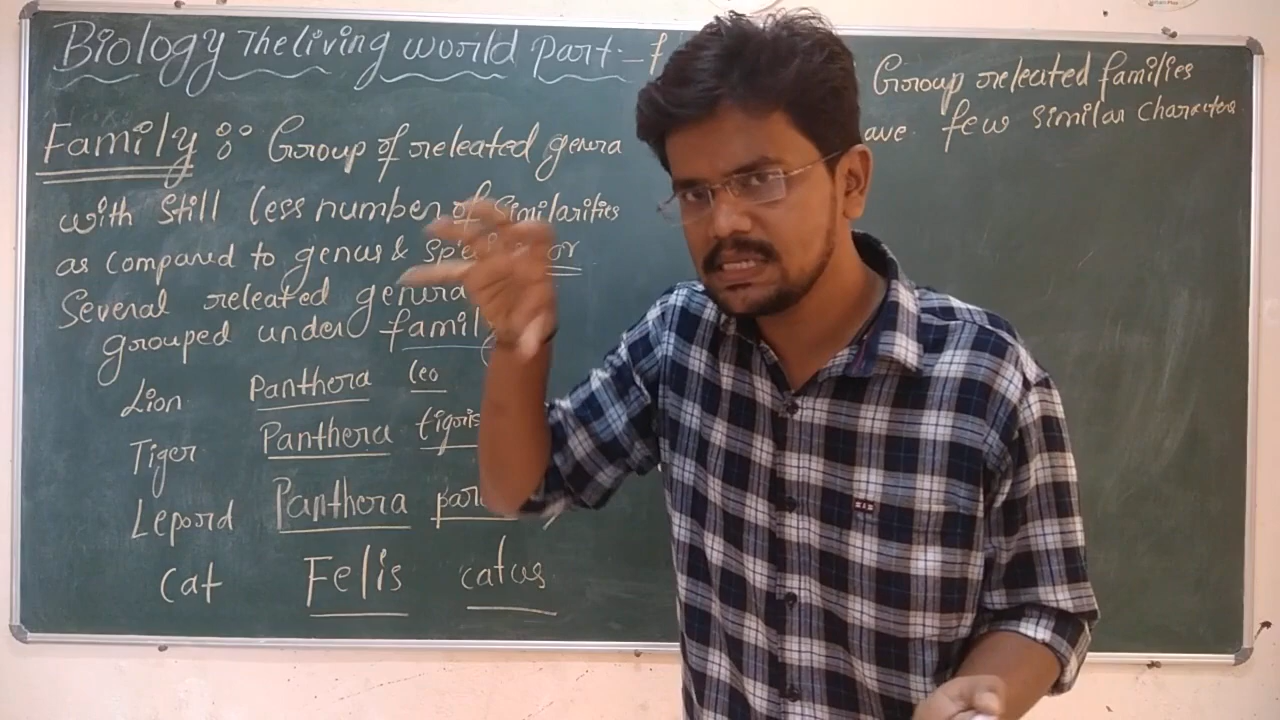 Biology The living world part -
Family : Group of releated genera
with still less number of Similarities
as compared to genus & or
Several releated genera
grouped under family
Lion Panthera leo
Tiger Panthera tigris
Lepord Panthera
Cat Felis catus
Group releated families
few similar characters